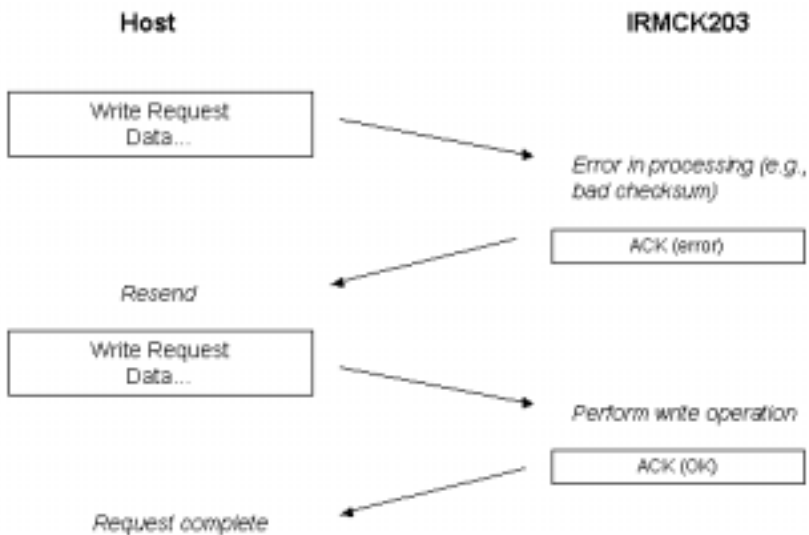 Host
IRMCK203
Write Request
Data...
Error in processing (e.g.,
bad checksum)
ACK (error)
Resend
Write Request
Data...
Perform write operation
ACK (OK)
Request complete